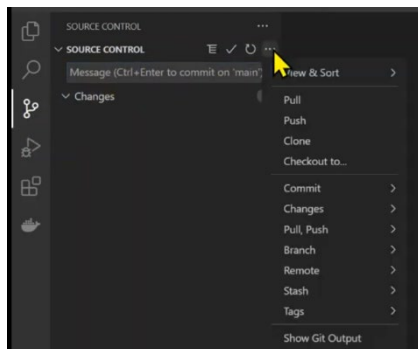 SOURCE CONTROL
SOURCE CONTROL
Message (Ctrl+Enter to commit on 'main')
Changes
View & Sort
Pull
Push
Clone
Checkout to...
Commit
Changes
Pull, Push
Branch
Remote
Stash
Tags
Show Git Output